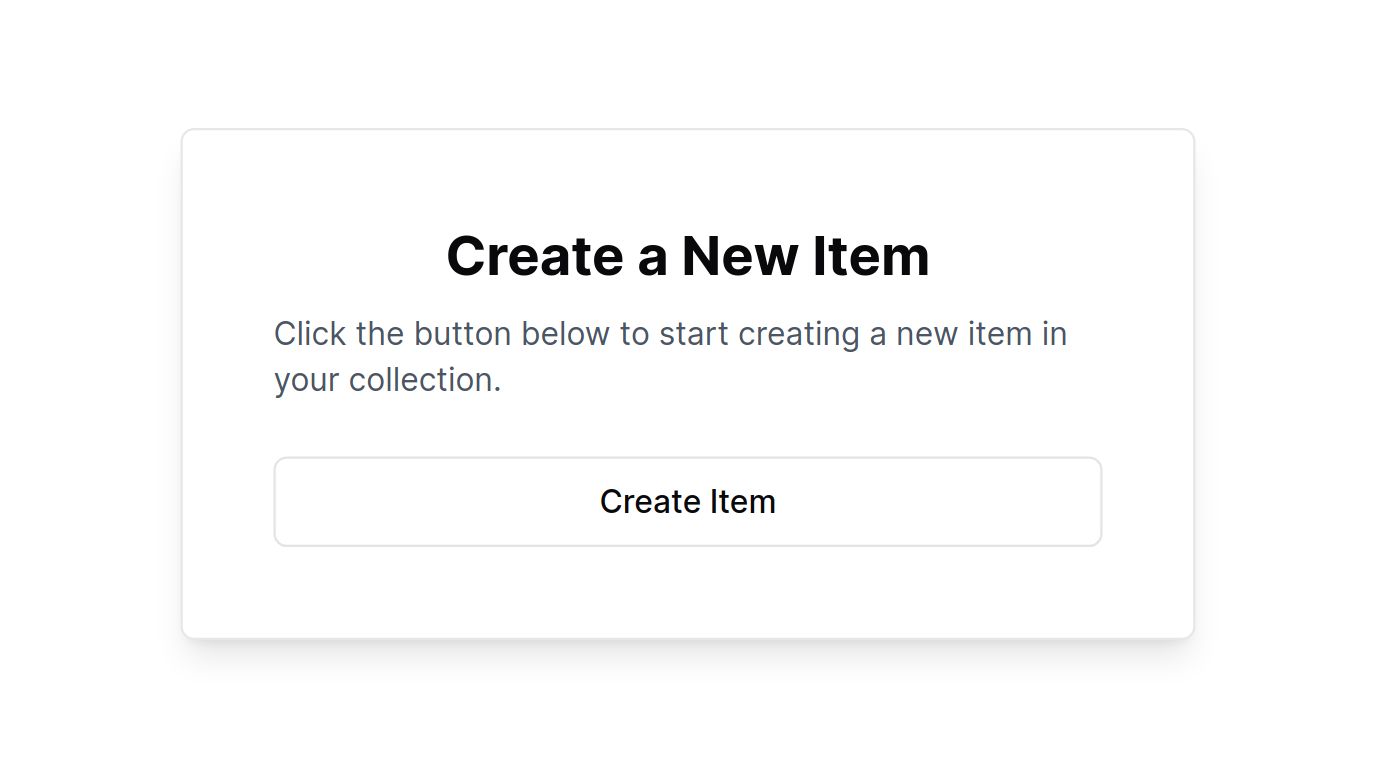 Create a New Item
Click the button below to start creating a new item in
your collection.
Create Item